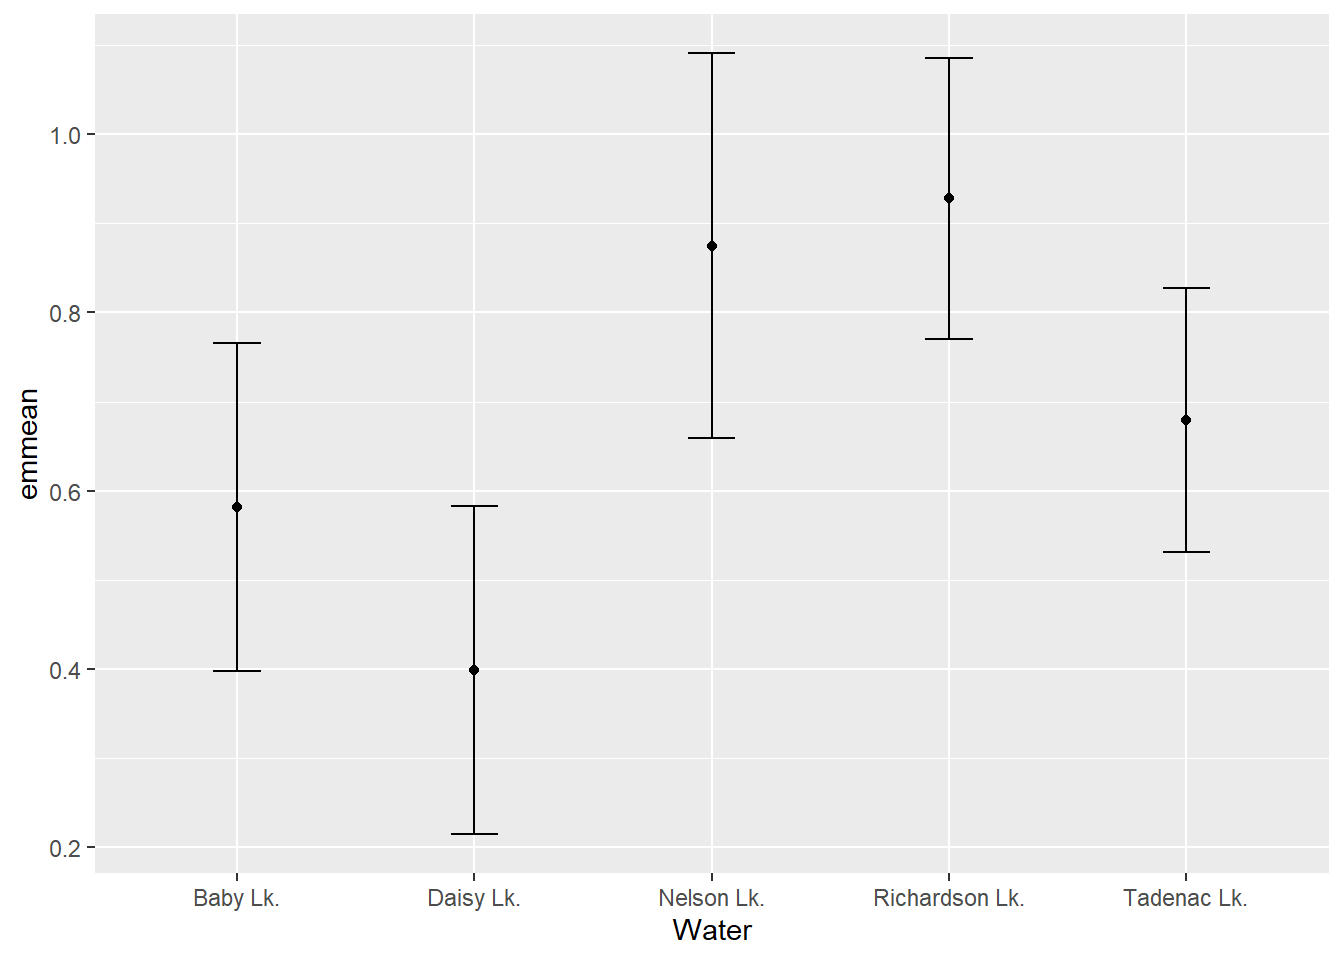 emmean
1.0
0.8
0.6
0.4
0.2
Baby Lk.
Daisy Lk.
Nelson Lk.
Richardson Lk.
Tadenac Lk.
Water